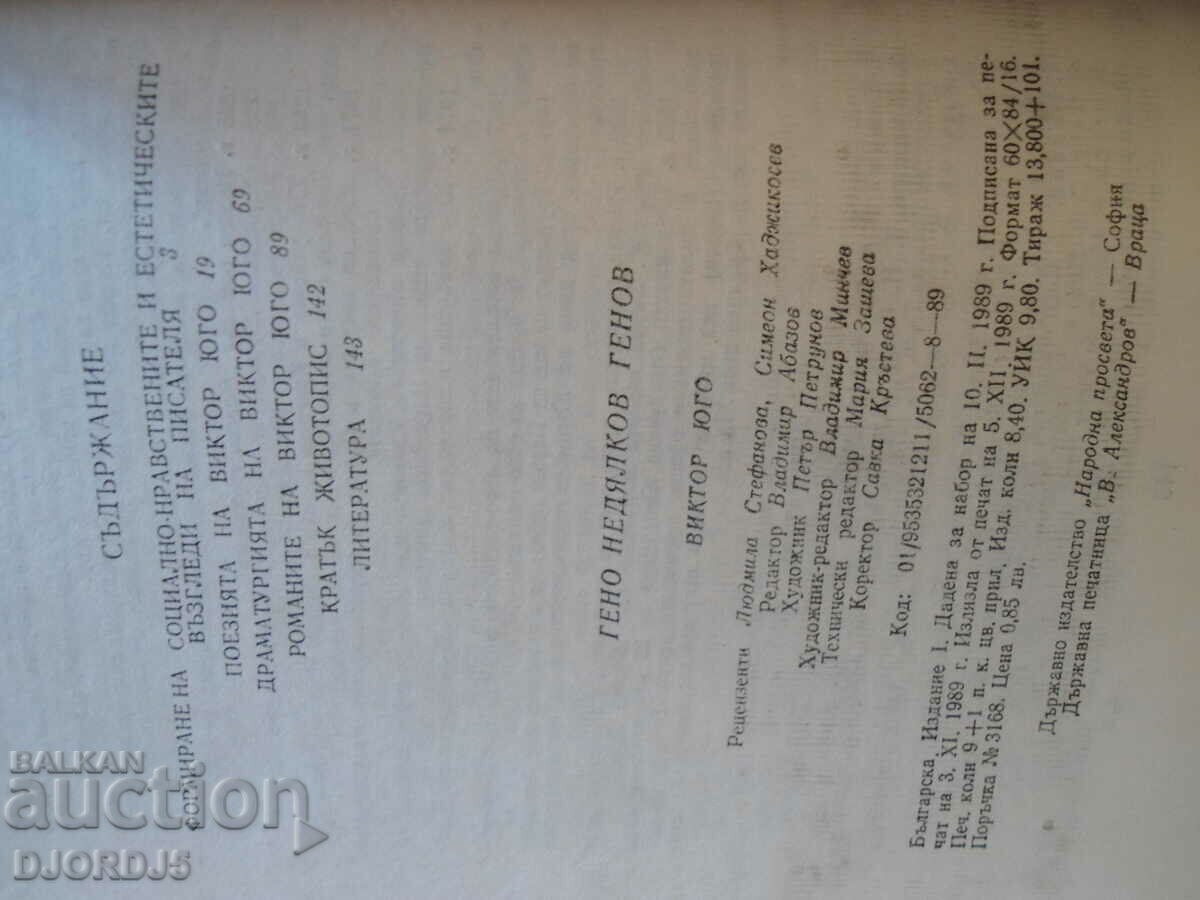 СЪДЪРЖАНИЕ
ФОРМИРАНЕ НА СОЦИАЛНО-НРАВСТВЕНИТЕ И ЕСТЕТИЧЕСКИТЕ
ВЪЗГЛЕДИ НА ПИСАТЕЛЯ 3
ПОЕЗИЯТА НА ВИКТОР ЮГО 19
ДРАМАТУРГИЯТА НА ВИКТОР ЮГО 69
РОМАНИТЕ НА ВИКТОР ЮГО 89
КРАТЪК ЖИВОТОПИС 142
ЛИТЕРАТУРА 143
ГЕНО НЕДЯЛКОВ ГЕНОВ
ВИКТОР ЮГО
Рецензенти Людмила Стефанова, Симеон Хаджикосев
Редактор Владимир Абазов
Художник Петър Петрунов
Художник-редактор Владимир Минчев
Технически редактор Мария Зашева
Коректор Савка Кръстева
Код: 01/9535321211/5062—8—89
Българска. Издание I. Дадена за набор на 10. II. 1989 г. Подписана за пе-
чат на 3. XI. 1989 г. Излязла от печат на 5. XII 1989 г. Формат 60×84/16.
Печ. коли 9+1 п. к. цв. прил. Изд. коли 8,40. УИК 9,80. Тираж 13,800+101.
Поръчка № 3168. Цена 0,85 лв.
Държавно издателство „Народна просвета“ — София
Държавна печатница „В. Александров“ — Враца
BALKAN
auction
DJORDJ5